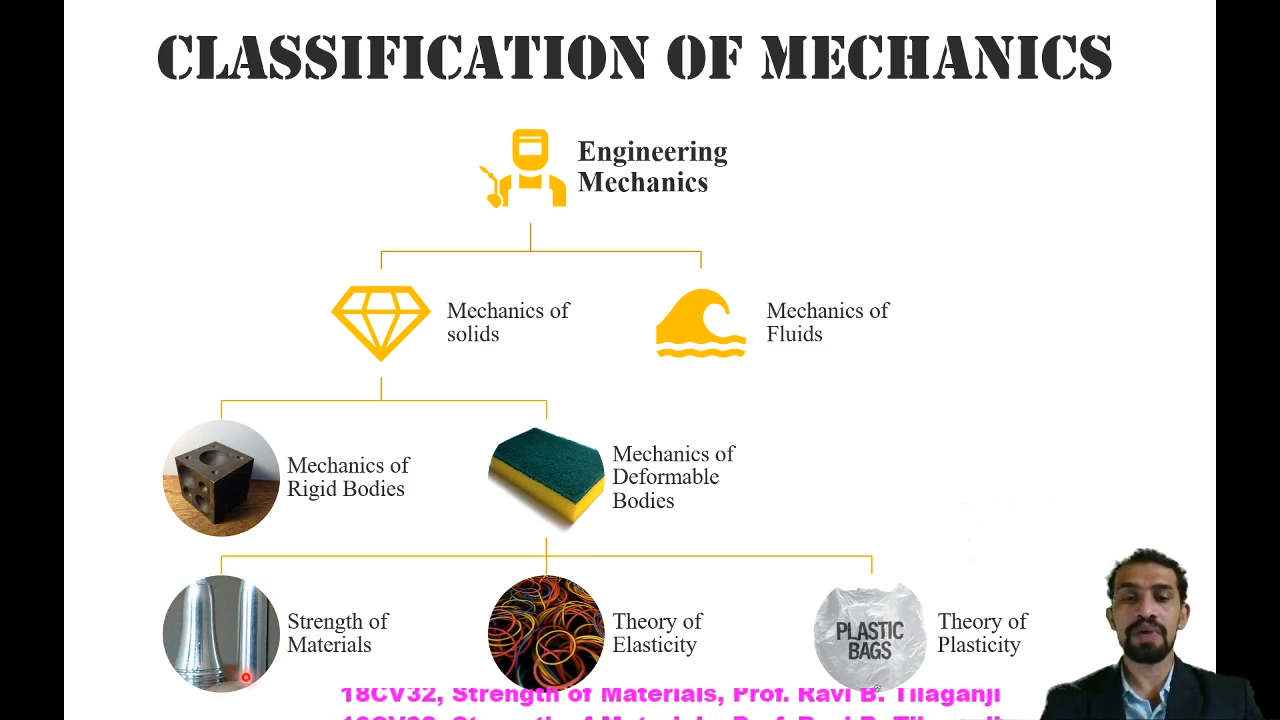 CLASSIFICATION OF MECHANICS
Engineering
Mechanics
Mechanics of
solids
Mechanics of
Fluids
Mechanics of
Rigid Bodies
Mechanics of
Deformable
Bodies
Strength of
Materials
Theory of
Elasticity
PLASTIC
BAGS
Theory of
Plasticity
18CV32, Strength of Materials, Prof. Ravi B. Tilaganji